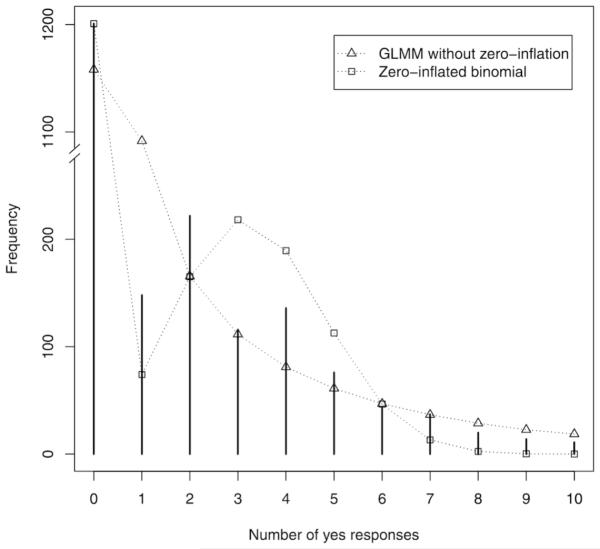 GLMM without zero-inflation
Zero-inflated binomial
1200
1100
200
100
0
Frequency
0 1 2 3 4 5 6 7 8 9 10
Number of yes responses